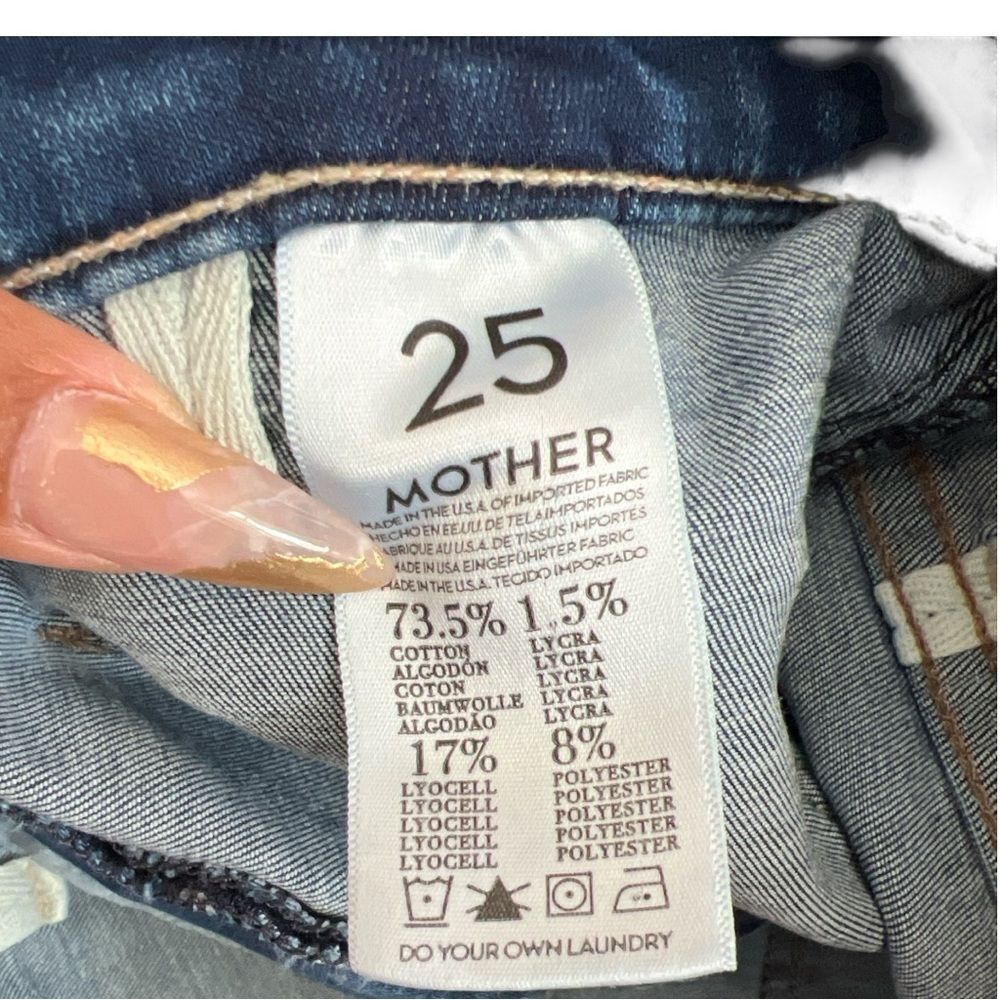 25
MOTHER
MADE IN THE U.S.A. OF IMPORTED FABRIC
HECHO EN EE.UU. DE TELA IMPORTADOS
FABRIQUE AU U.S.A. DE TISSUS IMPORTES
MADE IN USA EINGEFÜHRTER FABRIC
MADE IN THE U.S.A. TECIDO IMPORTADO
73.5% 1.5%
COTTON LYCRA
ALGODÓN LYCRA
COTON LYCRA
BAUMWOLLE LYCRA
ALGODÃO LYCRA
17% 8%
LYOCELL POLYESTER
LYOCELL POLYESTER
LYOCELL POLYESTER
LYOCELL POLYESTER
LYOCELL POLYESTER
DO YOUR OWN LAUNDRY